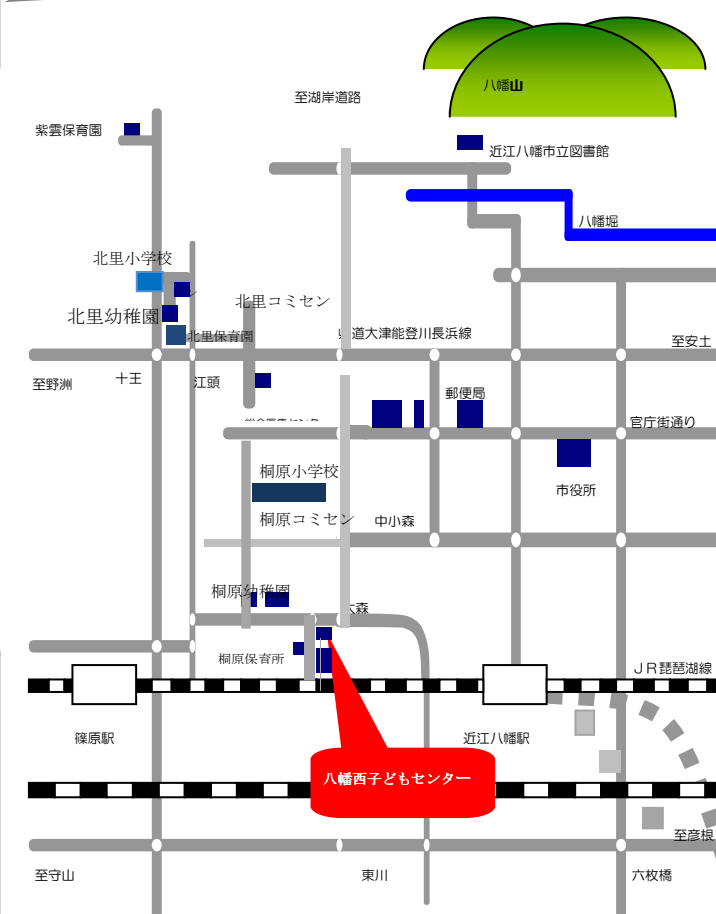 八幡山
至湖岸道路
紫雲保育園
近江八幡市立図書館
八幡堀
北里小学校
北里コミセン
北里幼稚園
北里保育園
道大津能登川長浜線
至安土
至野洲
十王
江頭
郵便局
官庁街通り
桐原小学校
市役所
桐原コミセン
中小森
桐原幼稚園
森
桐原保育所
ＪＲ琵琶湖線
篠原駅
近江八幡駅
八幡西子どもセンター
至彦根
至守山
東川
六枚橋